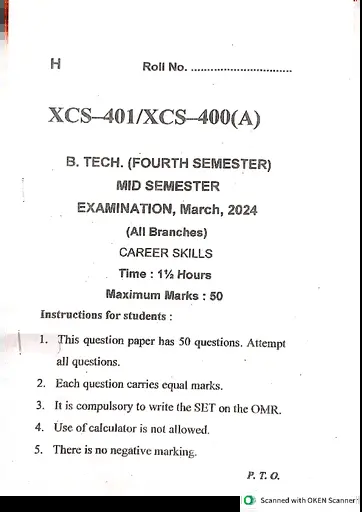 H
Roll No. ..............................
XCS–401/XCS–400(A)
B. TECH. (FOURTH SEMESTER)
MID SEMESTER
EXAMINATION, March, 2024
(All Branches)
CAREER SKILLS
Time : 1½ Hours
Maximum Marks : 50
Instructions for students :
1. This question paper has 50 questions. Attempt
all questions.
2. Each question carries equal marks.
3. It is compulsory to write the SET on the OMR.
4. Use of calculator is not allowed.
5. There is no negative marking.
P. T. O.
Scanned with OKEN Scanner